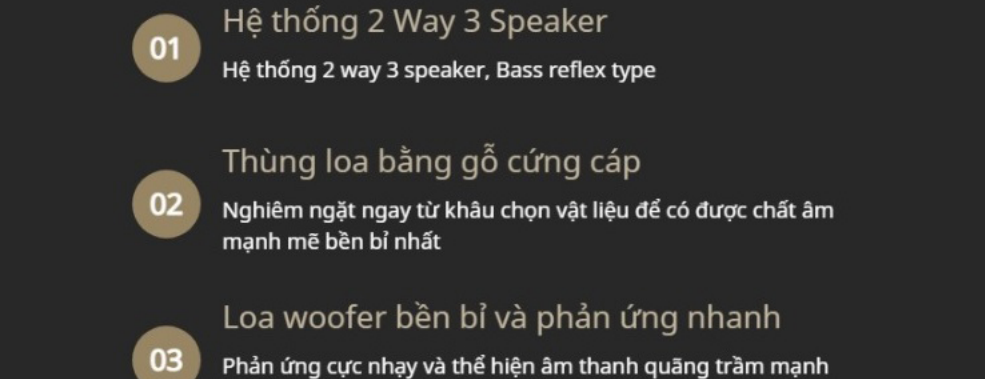 01
Hệ thống 2 Way 3 Speaker
Hệ thống 2 way 3 speaker, Bass reflex type
02
Thùng loa bằng gỗ cứng cáp
Nghiêm ngặt ngay từ khâu chọn vật liệu để có được chất âm
mạnh mẽ bền bỉ nhất
03
Loa woofer bền bỉ và phản ứng nhanh
Phản ứng cực nhạy và thể hiện âm thanh quãng trầm mạnh